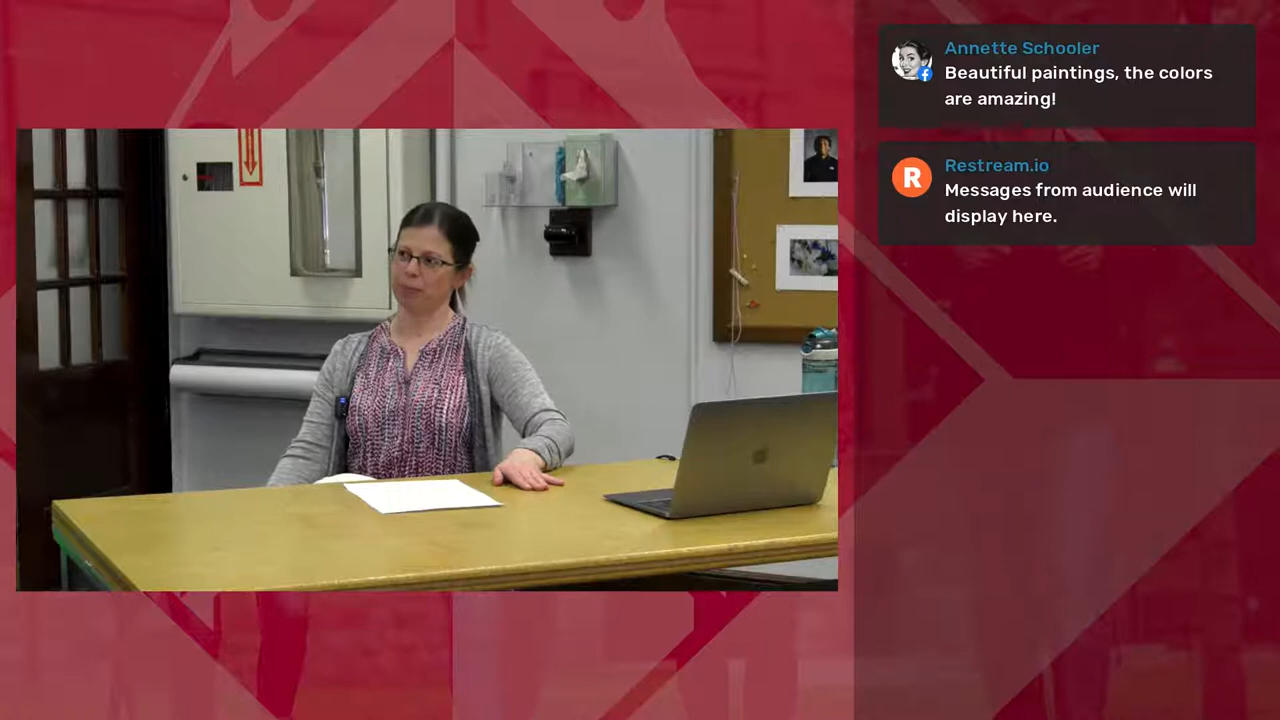 Annette Schooler
Beautiful paintings, the colors
are amazing!
R
Restream.io
Messages from audience will
display here.